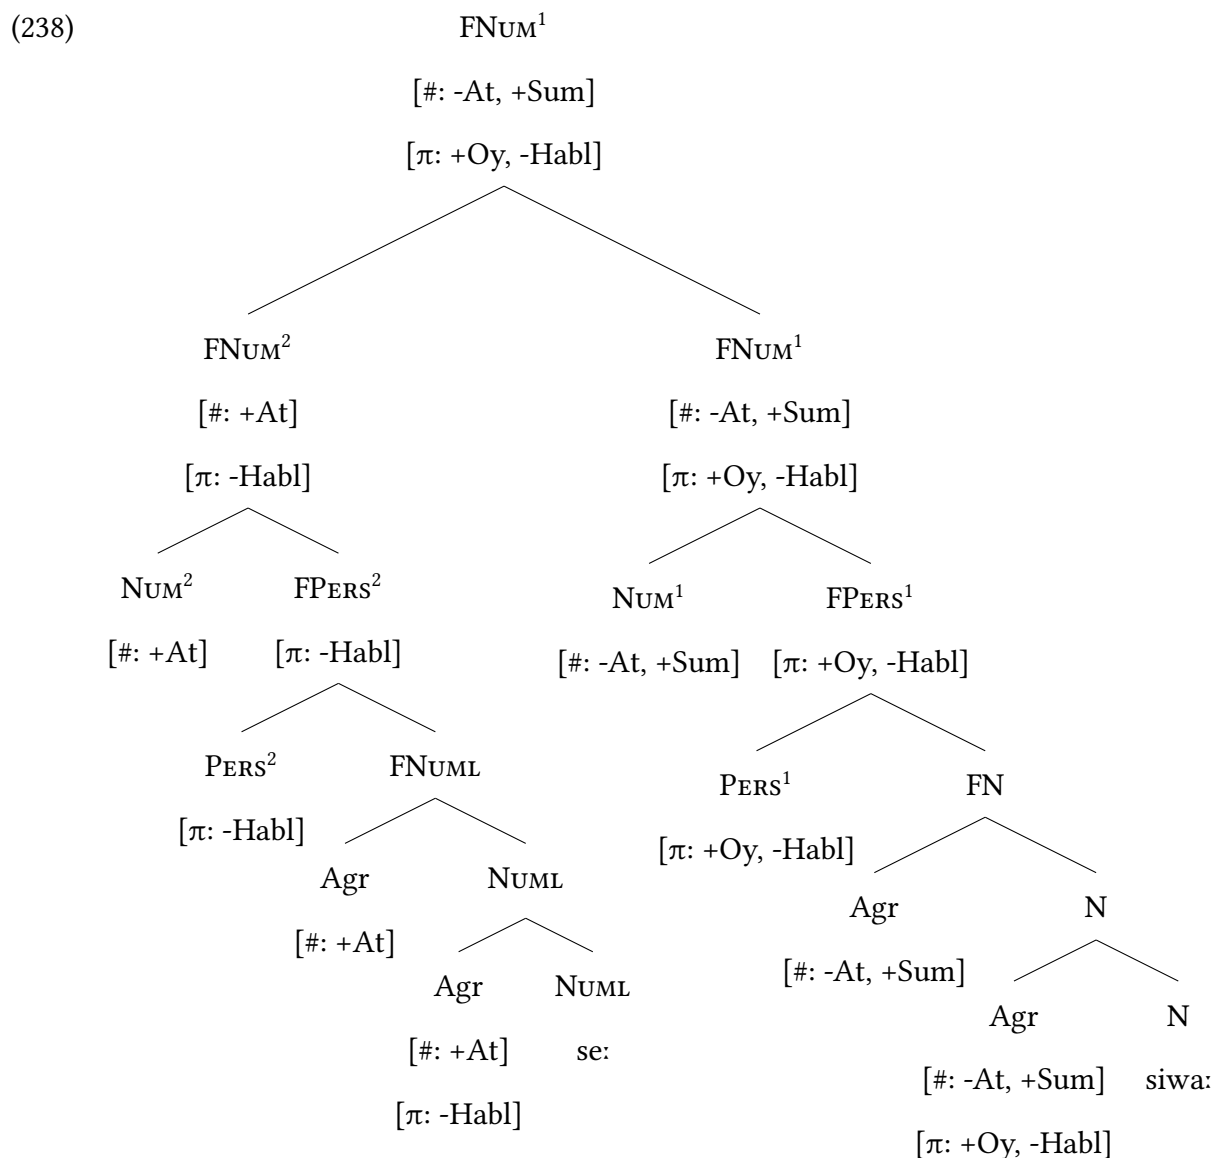 (238) FNum¹
[#: -At, +Sum]
[π: +Oy, -Habl]
FNum² FNum¹
[#: +At] [#: -At, +Sum]
[π: -Habl] [π: +Oy, -Habl]
Num² FPers² Num¹ FPers¹
[#: +At] [π: -Habl] [#: -At, +Sum] [π: +Oy, -Habl]
Pers² FNuml Pers¹ FN
[π: -Habl] [π: +Oy, -Habl]
Agr Numl Agr N
[#: +At] [#: -At, +Sum]
Agr Numl Agr N
[#: +At] seː [#: -At, +Sum] siwaː
[π: -Habl] [π: +Oy, -Habl]